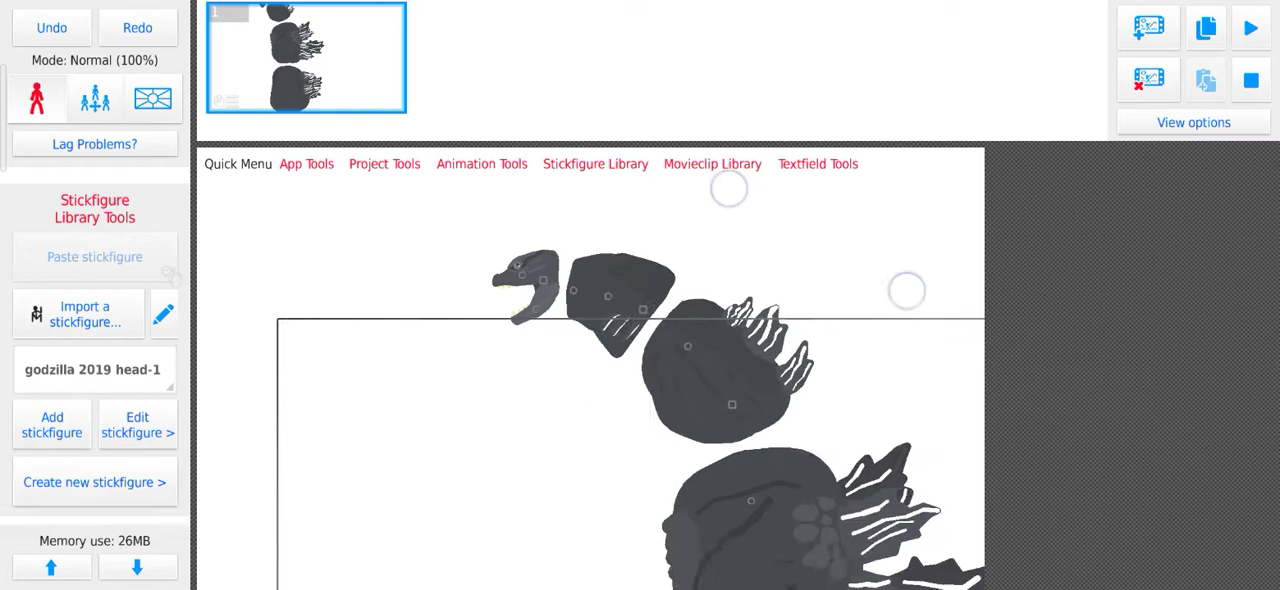 Undo
Redo
Mode: Normal (100%)
Lag Problems?
Stickfigure
Library Tools
Paste stickfigure
Import a
stickfigure...
godzilla 2019 head-1
Add
stickfigure
Edit
stickfigure >
Create new stickfigure >
Memory use: 26MB
1
View options
Quick Menu App Tools Project Tools Animation Tools Stickfigure Library Movieclip Library Textfield Tools